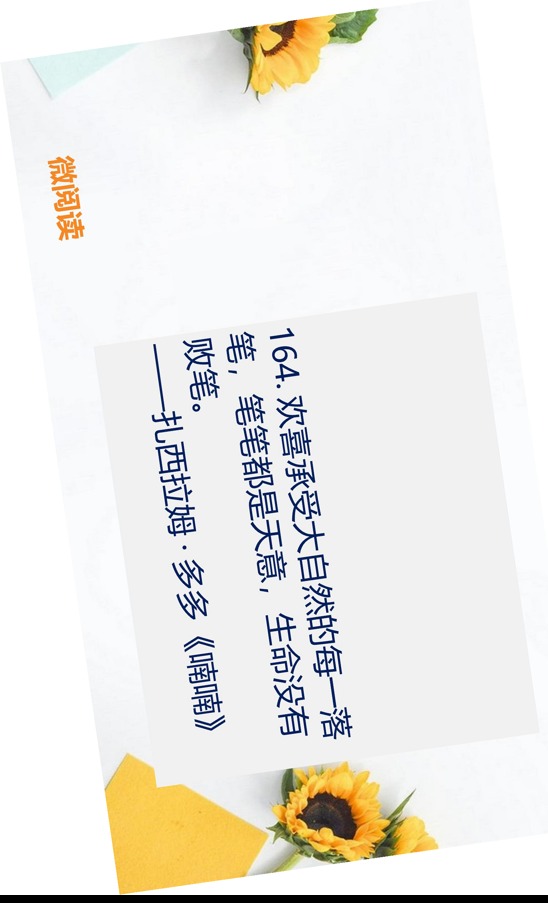 微阅读
164. 欢喜承受大自然的每一落
笔，笔笔都是天意，生命没有
败笔。
——扎西拉姆·多多《喃喃》